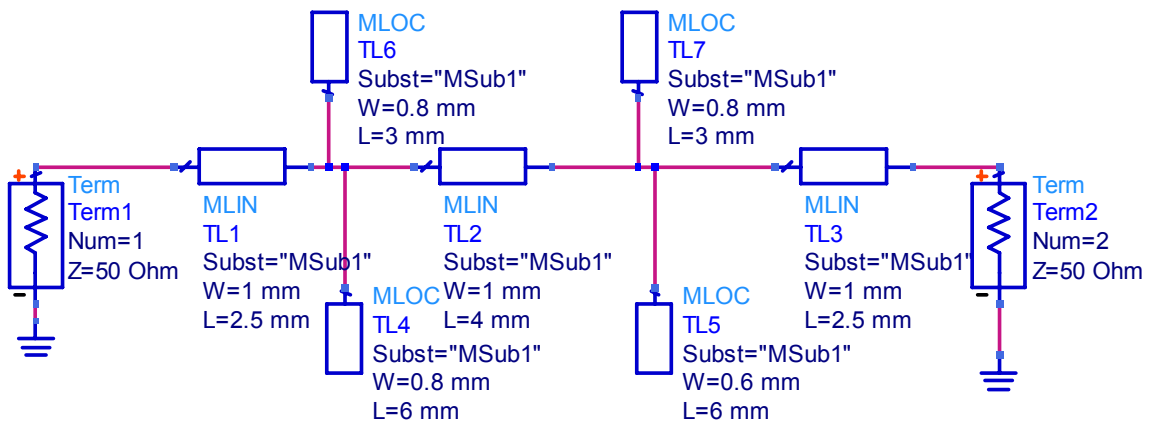 MLOC
TL6
Subst="MSub1"
W=0.8 mm
L=3 mm
MLOC
TL7
Subst="MSub1"
W=0.8 mm
L=3 mm
+
Term
Term1
Num=1
Z=50 Ohm
-
MLIN
TL1
Subst="MSub1"
W=1 mm
L=2.5 mm
MLIN
TL2
Subst="MSub1"
W=1 mm
L=4 mm
MLIN
TL3
Subst="MSub1"
W=1 mm
L=2.5 mm
+
Term
Term2
Num=2
Z=50 Ohm
-
MLOC
TL4
Subst="MSub1"
W=0.8 mm
L=6 mm
MLOC
TL5
Subst="MSub1"
W=0.6 mm
L=6 mm